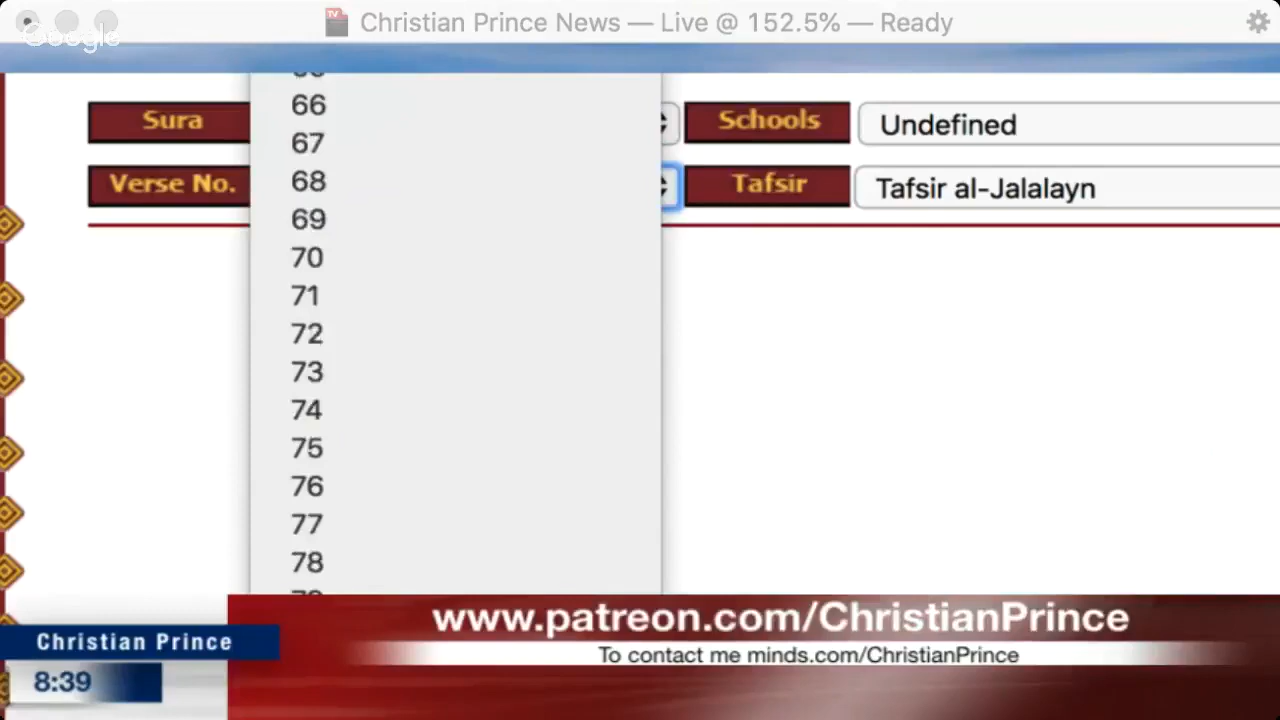 Christian Prince News — Live @ 152.5% — Ready
Google
TV
Sura
Schools
Undefined
Verse No.
Tafsir
Tafsir al-Jalalayn
66
67
68
69
70
71
72
73
74
75
76
77
78
www.patreon.com/ChristianPrince
To contact me minds.com/ChristianPrince
Christian Prince
8:39